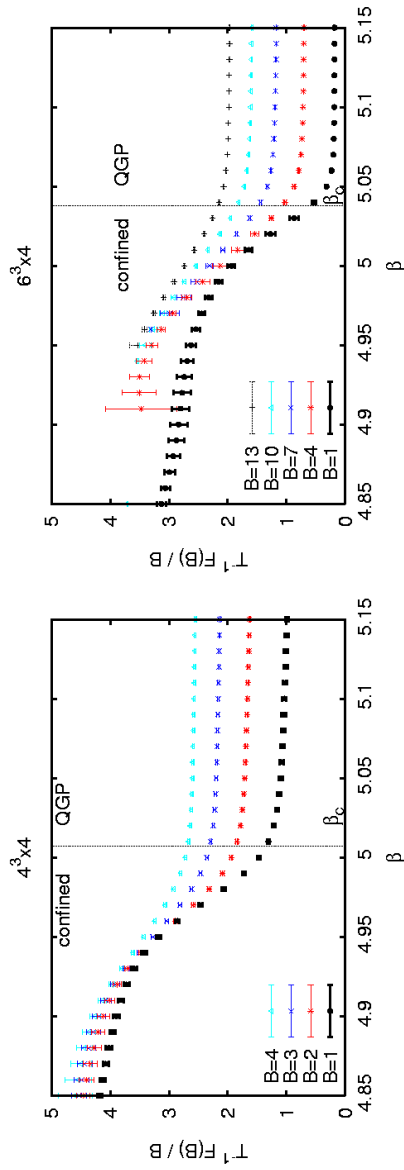 4³x4
confined
QGP
T⁻¹ F(B) / B
5
4
3
2
1
0
B=4
B=3
B=2
B=1
β_C
4.85
4.9
4.95
5
5.05
5.1
5.15
β
6³x4
confined
QGP
T⁻¹ F(B) / B
5
4
3
2
1
0
B=13
B=10
B=7
B=4
B=1
β_C
4.85
4.9
4.95
5
5.05
5.1
5.15
β